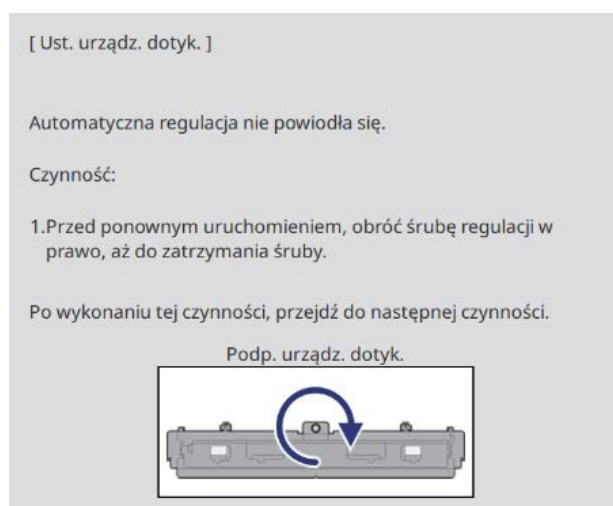 [ Ust. urządz. dotyk. ]
Automatyczna regulacja nie powiodła się.
Czynność:
1.Przed ponownym uruchomieniem, obróć śrubę regulacji w
prawo, aż do zatrzymania śruby.
Po wykonaniu tej czynności, przejdź do następnej czynności.
Podp. urządz. dotyk.